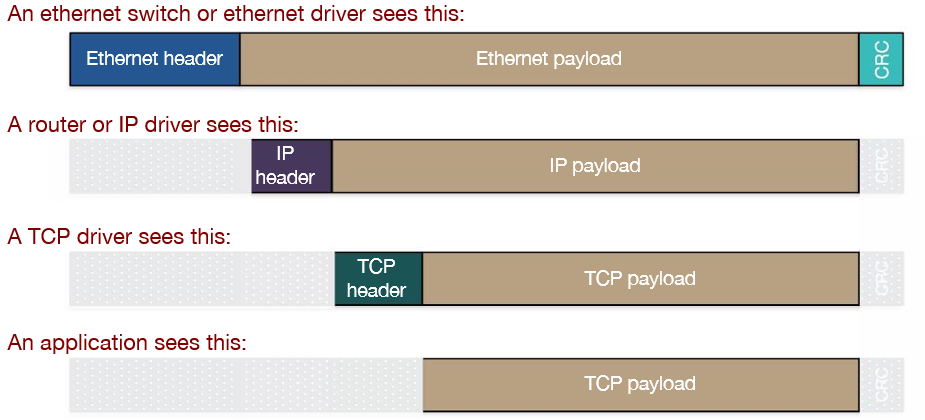 An ethernet switch or ethernet driver sees this:
Ethernet header
Ethernet payload
CRC
A router or IP driver sees this:
IP
header
IP payload
CRC
A TCP driver sees this:
TCP
header
TCP payload
CRC
An application sees this:
TCP payload
CRC